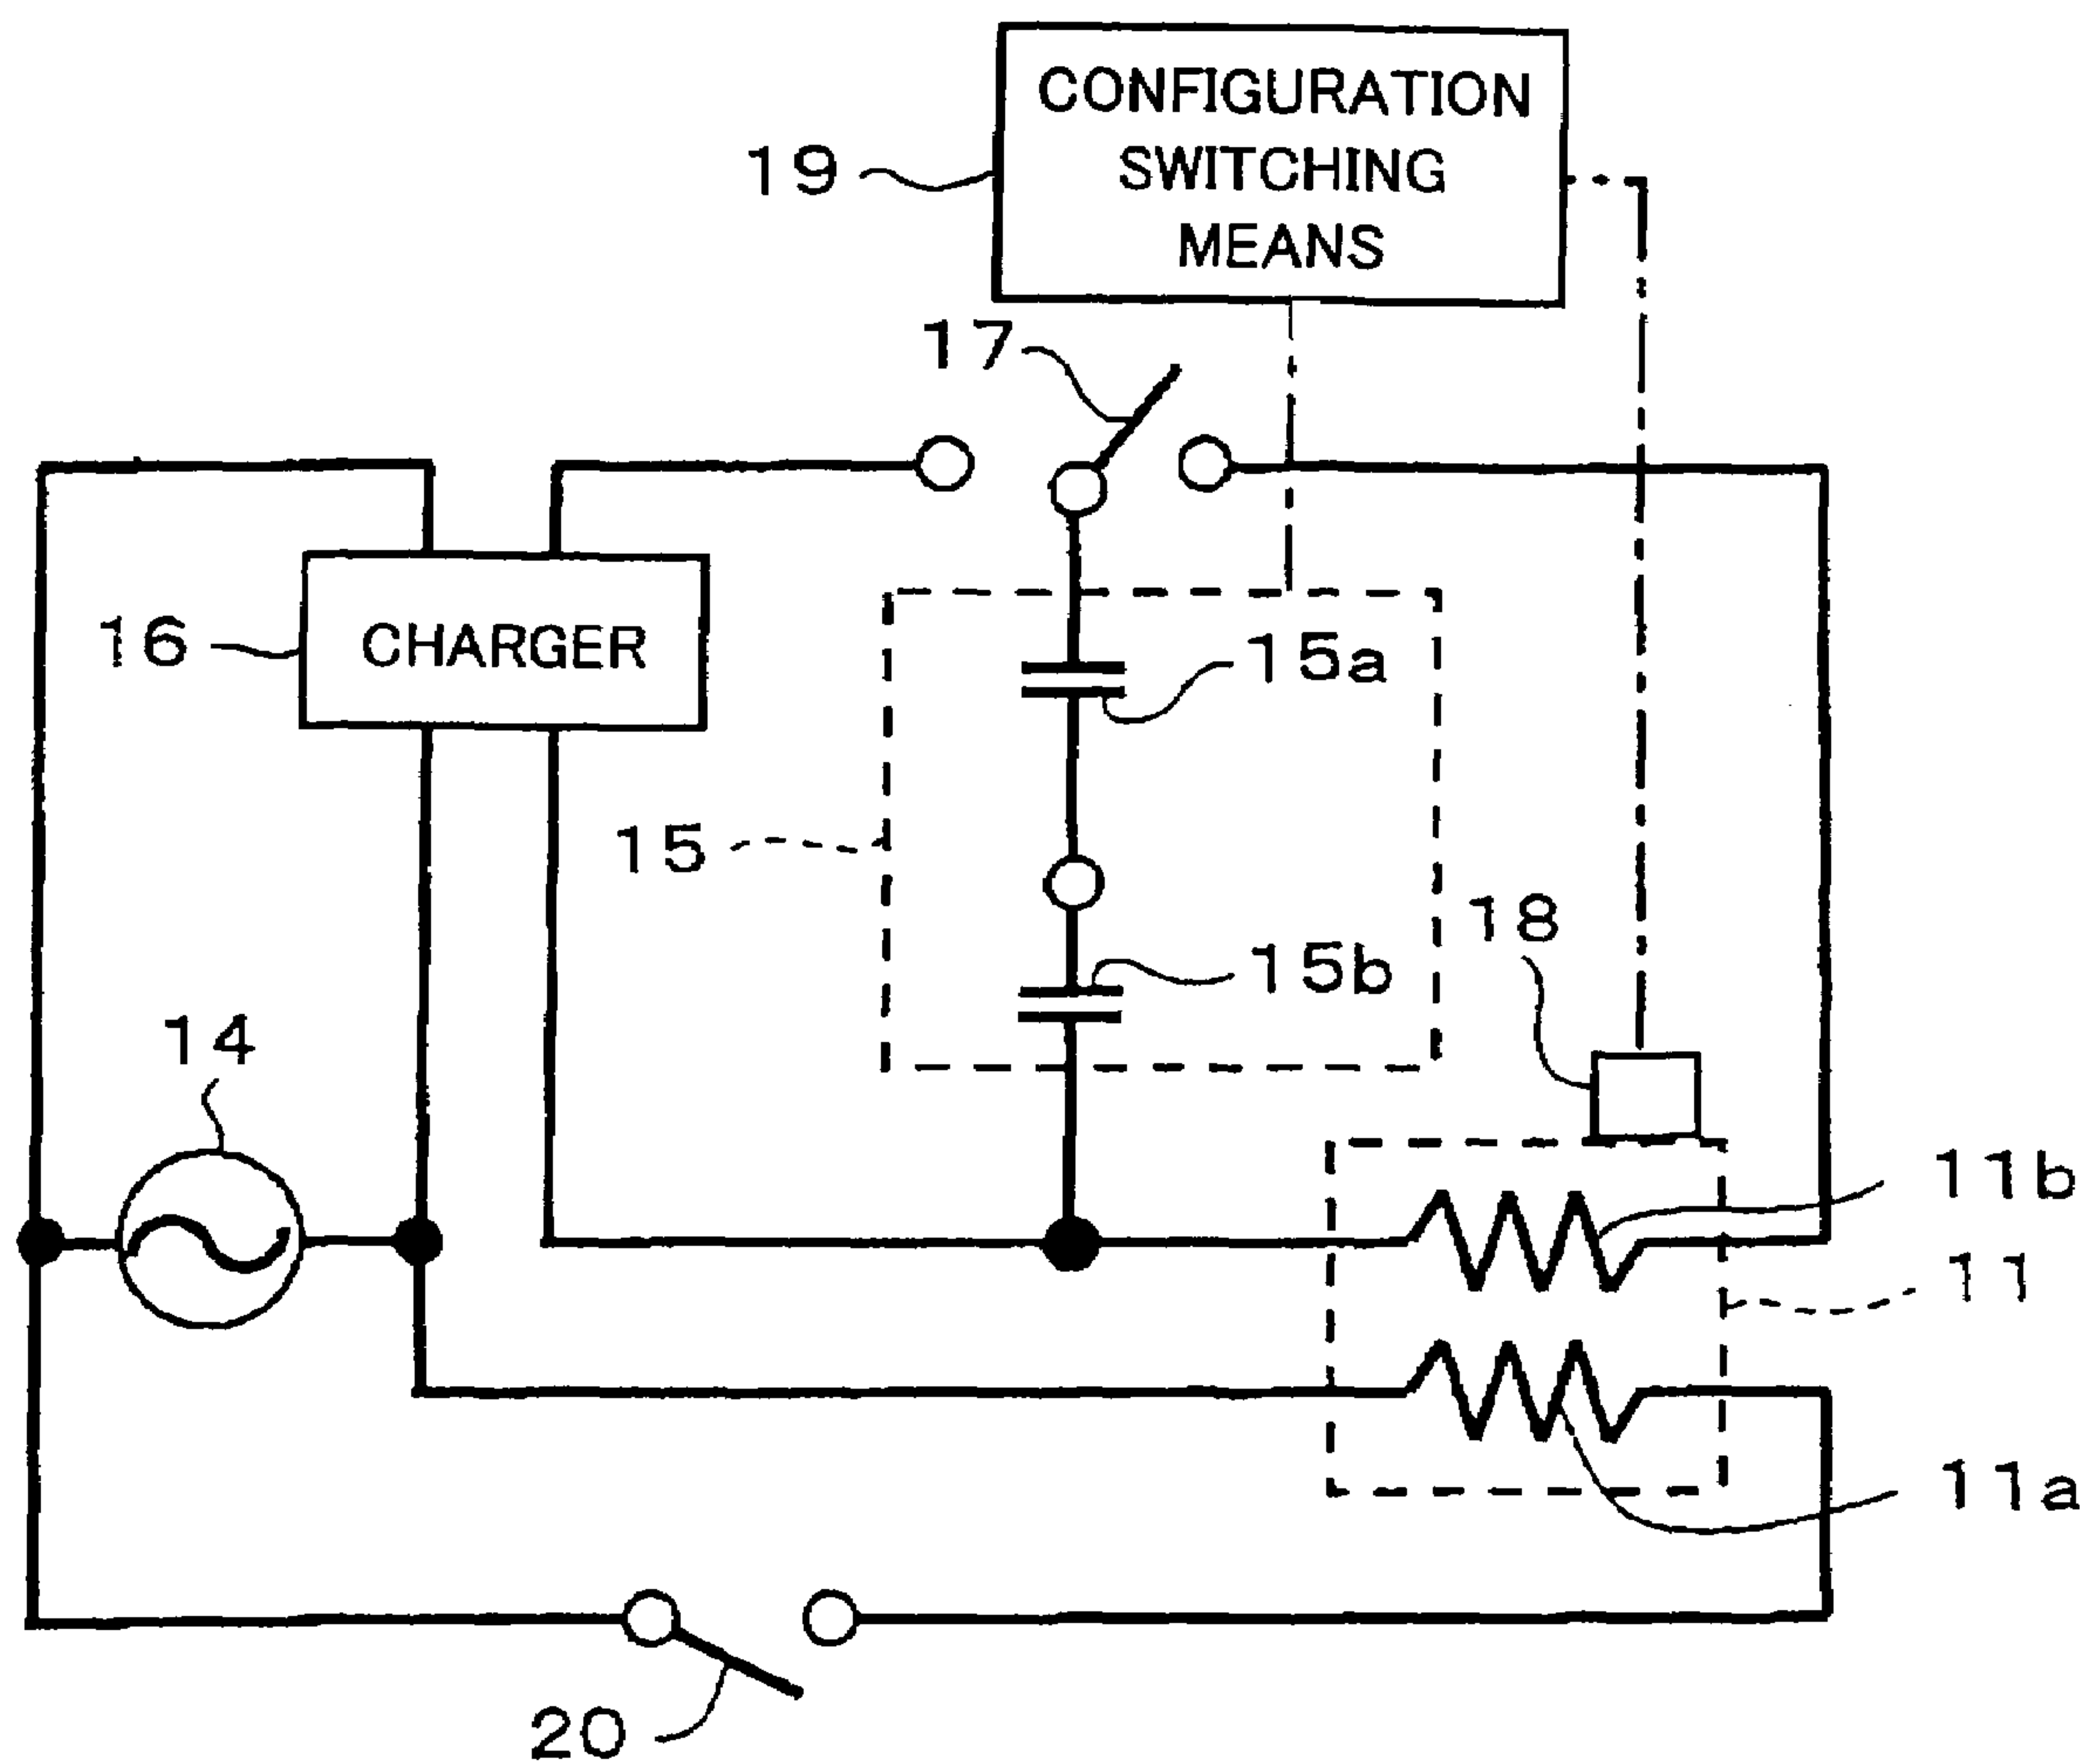 CONFIGURATION
SWITCHING
MEANS
19
17
16
CHARGER
15a
15
18
15b
14
11b
11
11a
20